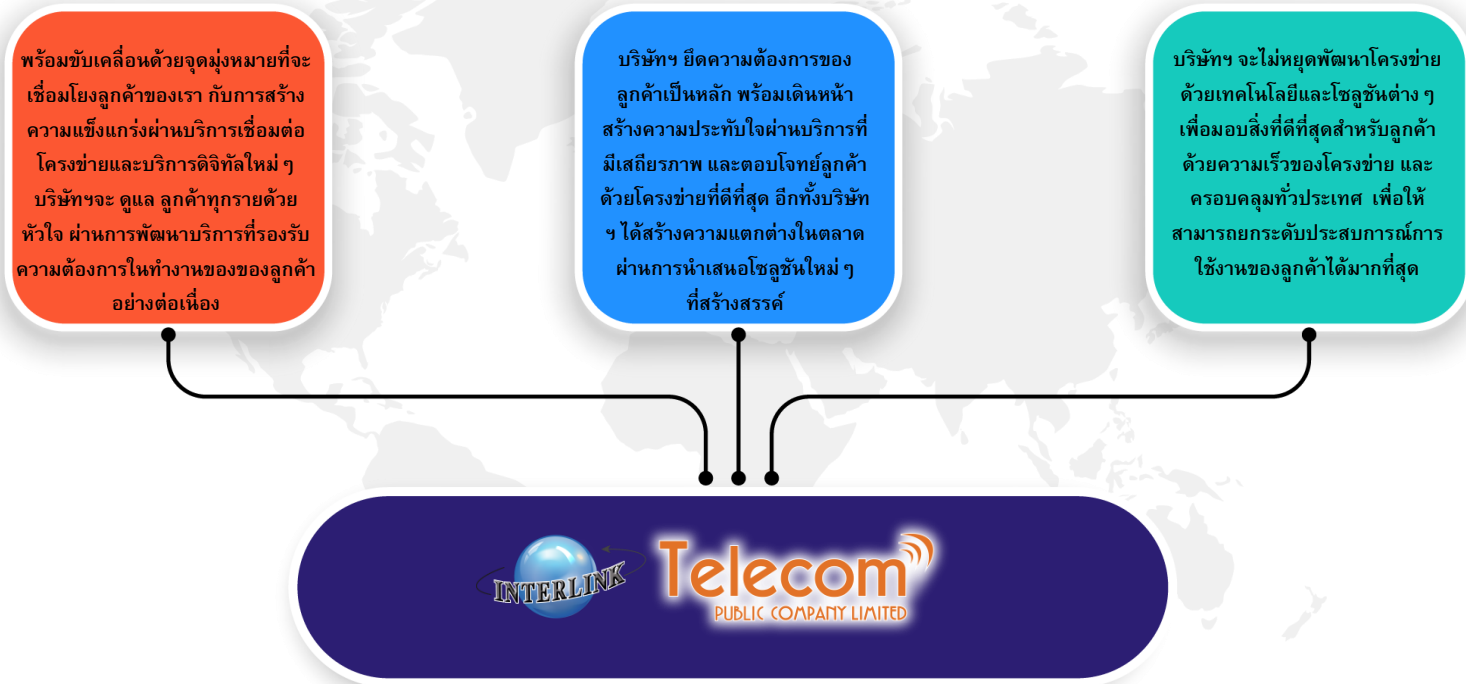 พร้อมขับเคลื่อนด้วยจุดมุ่งหมายที่จะ
เชื่อมโยงลูกค้าของเรา กับการสร้าง
ความแข็งแกร่งผ่านบริการเชื่อมต่อ
โครงข่ายและบริการดิจิทัลใหม่ ๆ
บริษัทฯจะ ดูแล ลูกค้าทุกรายด้วย
หัวใจ ผ่านการพัฒนาบริการที่รองรับ
ความต้องการในทำงานของของลูกค้า
อย่างต่อเนื่อง
บริษัทฯ ยึดความต้องการของ
ลูกค้าเป็นหลัก พร้อมเดินหน้า
สร้างความประทับใจผ่านบริการที่
มีเสถียรภาพ และตอบโจทย์ลูกค้า
ด้วยโครงข่ายที่ดีที่สุด อีกทั้งบริษัท
ฯ ได้สร้างความแตกต่างในตลาด
ผ่านการนำเสนอโซลูชันใหม่ ๆ
ที่สร้างสรรค์
บริษัทฯ จะไม่หยุดพัฒนาโครงข่าย
ด้วยเทคโนโลยีและโซลูชันต่าง ๆ
เพื่อมอบสิ่งที่ดีที่สุดสำหรับลูกค้า
ด้วยความเร็วของโครงข่าย และ
ครอบคลุมทั่วประเทศ เพื่อให้
สามารถยกระดับประสบการณ์การ
ใช้งานของลูกค้าได้มากที่สุด
INTERLINK Telecom
PUBLIC COMPANY LIMITED